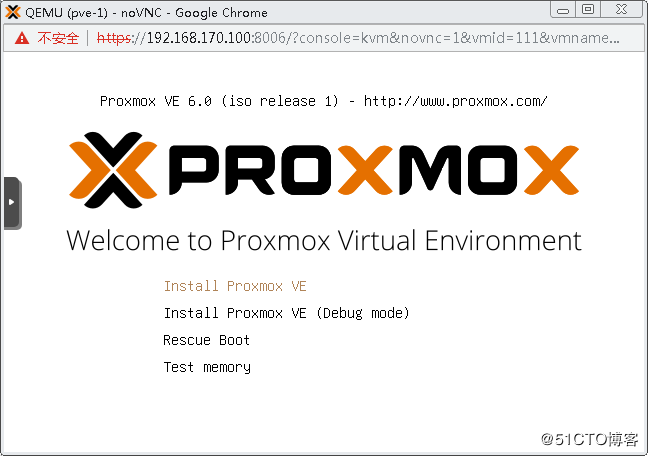 QEMU (pve-1) - noVNC - Google Chrome
不安全 | https://192.168.170.100:8006/?console=kvm&novnc=1&vmid=111&vmname...
Proxmox VE 6.0 (iso release 1) - http://www.proxmox.com/
PROXMOX
Welcome to Proxmox Virtual Environment
Install Proxmox VE
Install Proxmox VE (Debug mode)
Rescue Boot
Test memory
@51CTO博客